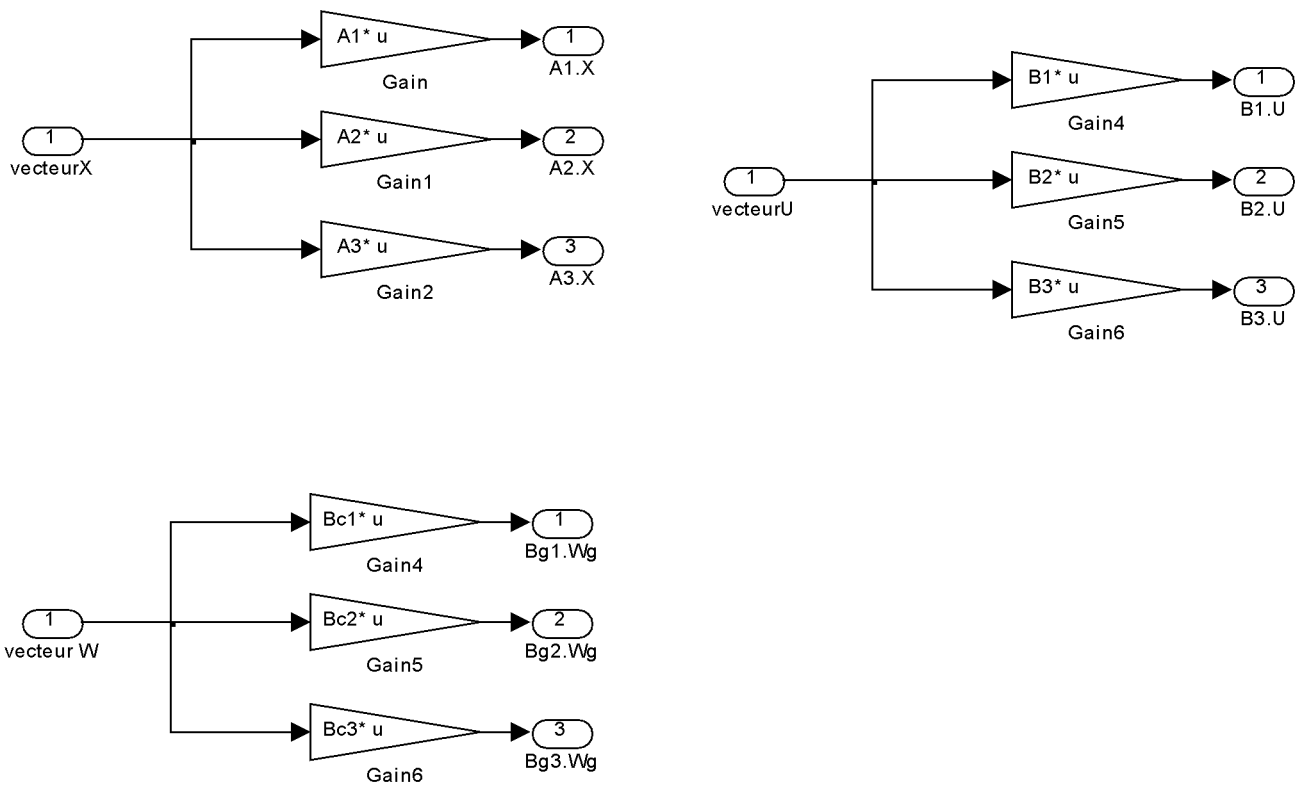 A1* u
1
Gain
A1.X
1
vecteurX
A2* u
2
Gain1
A2.X
A3* u
3
Gain2
A3.X
B1* u
1
Gain4
B1.U
1
vecteurU
B2* u
2
Gain5
B2.U
B3* u
3
Gain6
B3.U
Bc1* u
1
Gain4
Bg1.Wg
1
vecteur W
Bc2* u
2
Gain5
Bg2.Wg
Bc3* u
3
Gain6
Bg3.Wg